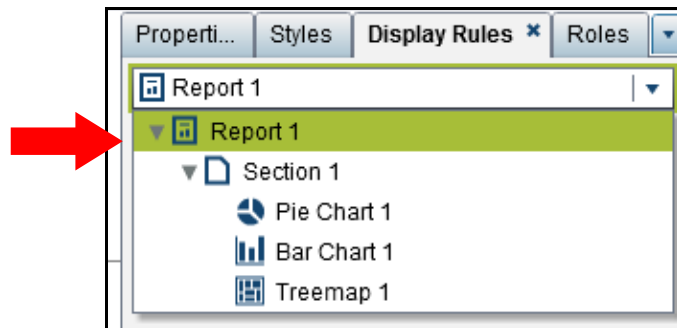 Properti... Styles Display Rules Roles
Report 1
Report 1
Section 1
Pie Chart 1
Bar Chart 1
Treemap 1